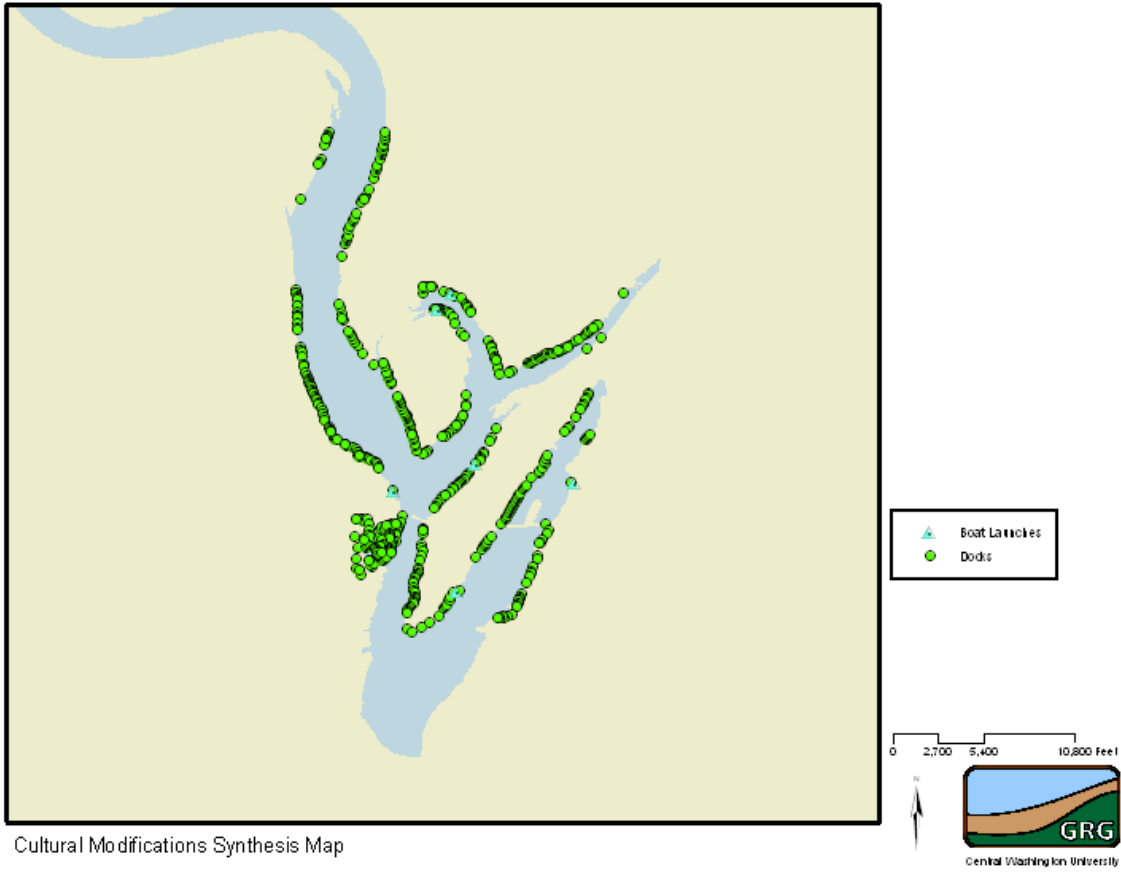 Boat Launches
Docks
0 2,700 5,400 10,800 Feet
N
GRG
Central Washington University
Cultural Modifications Synthesis Map